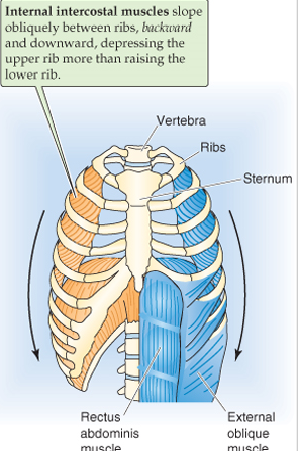 Internal intercostal muscles slope
obliquely between ribs, backward
and downward, depressing the
upper rib more than raising the
lower rib.
Vertebra
Ribs
Sternum
Rectus
abdominis
muscle
External
oblique
muscle